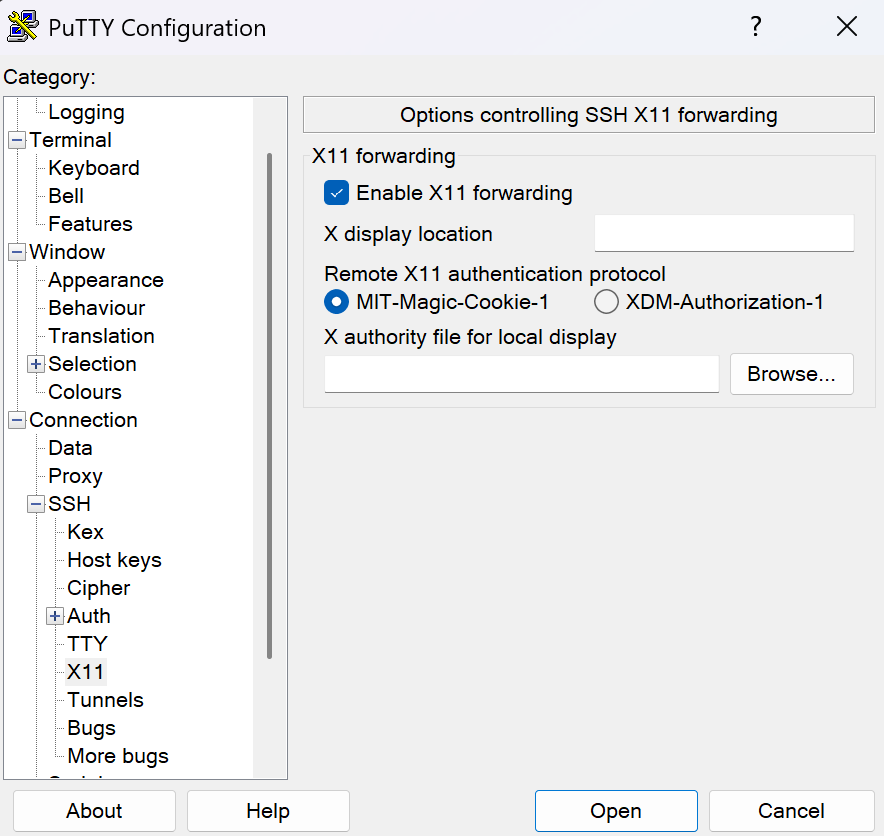 PuTTY Configuration
?
Category:
Logging
Terminal
Keyboard
Bell
Features
Window
Appearance
Behaviour
Translation
Selection
Colours
Connection
Data
Proxy
SSH
Kex
Host keys
Cipher
Auth
TTY
X11
Tunnels
Bugs
More bugs
Options controlling SSH X11 forwarding
X11 forwarding
Enable X11 forwarding
X display location
Remote X11 authentication protocol
MIT-Magic-Cookie-1 XDM-Authorization-1
X authority file for local display
Browse...
About Help Open Cancel